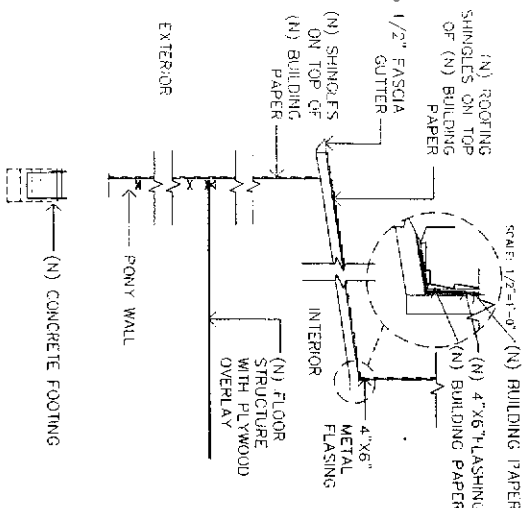 (N) ROOFING
SHINGLES ON TOP
OF (N) BUILDING
PAPER
1/2" FASCIA
GUTTER
(N) SHINGLES
ON TOP OF
(N) BUILDING
PAPER
EXTERIOR
SCALE: 1/2"=1'-0"
(N) BUILDING PAPER
(N) 4"X6" FLASHING
(N) BUILDING PAPER
INTERIOR
4"X6"
METAL
FLASING
(N) FLOOR
STRUCTURE
WITH PLYWOOD
OVERLAY
PONY WALL
(N) CONCRETE FOOTING